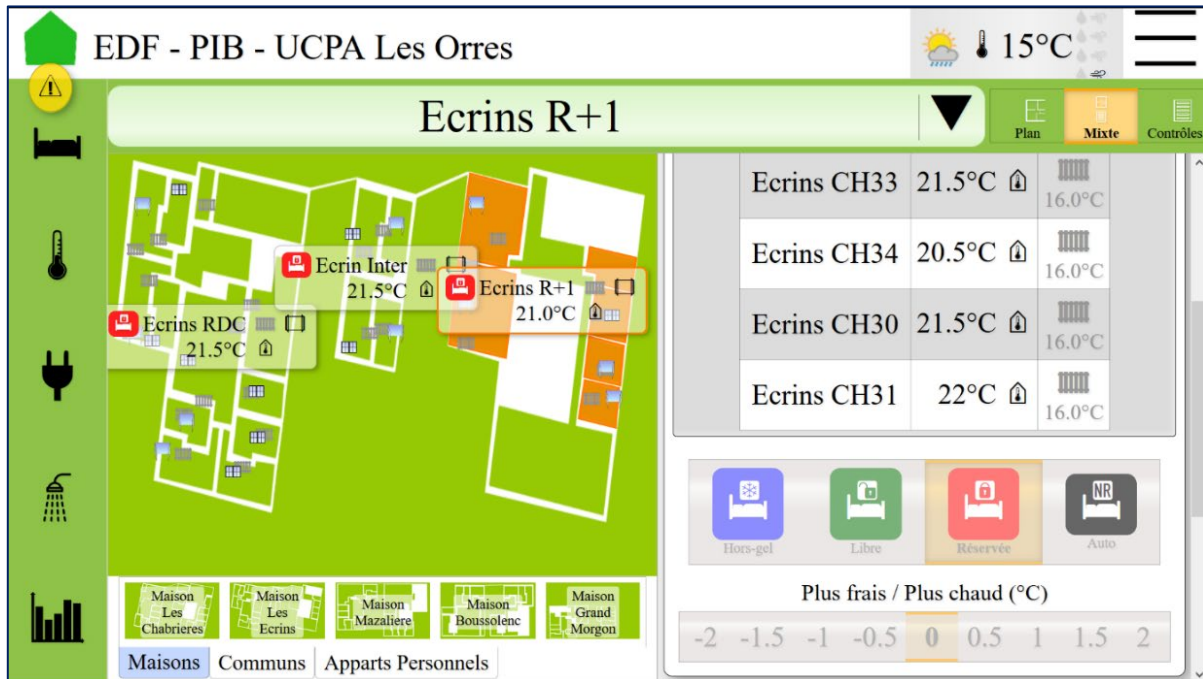 EDF - PIB - UCPA Les Orres
15°C
Ecrins R+1
Plan
Mixte
Contrôles
Ecrin Inter
21.5°C
Ecrins R+1
21.0°C
Ecrins RDC
21.5°C
Ecrins CH33 21.5°C 16.0°C
Ecrins CH34 20.5°C 16.0°C
Ecrins CH30 21.5°C 16.0°C
Ecrins CH31 22°C 16.0°C
NR
Hors-gel
Libre
Réservée
Auto
Plus frais / Plus chaud (°C)
-2 -1.5 -1 -0.5 0 0.5 1 1.5 2
Maison
Les
Chabrieres
Maison
Les
Ecrins
Maison
Mazaliere
Maison
Boussolenc
Maison
Grand
Morgon
Maisons Communs Apparts Personnels